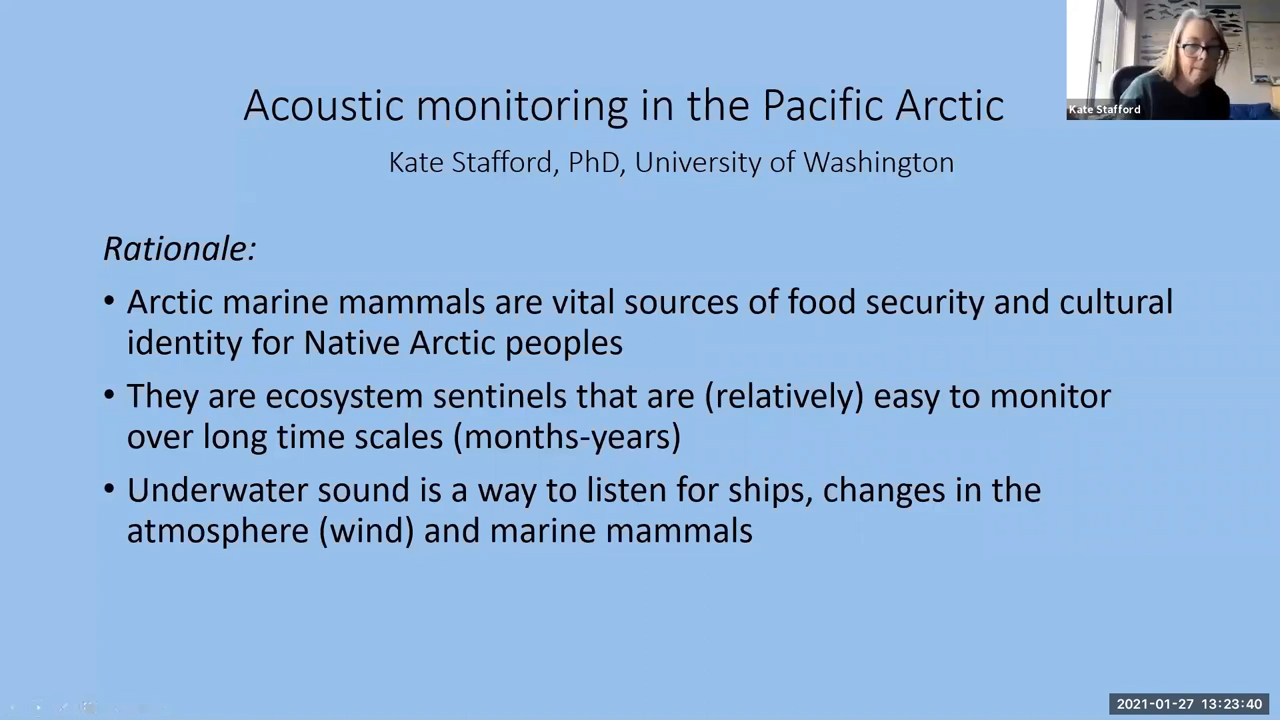 Acoustic monitoring in the Pacific Arctic
Kate Stafford
Kate Stafford, PhD, University of Washington
Rationale:
• Arctic marine mammals are vital sources of food security and cultural
identity for Native Arctic peoples
• They are ecosystem sentinels that are (relatively) easy to monitor
over long time scales (months-years)
• Underwater sound is a way to listen for ships, changes in the
atmosphere (wind) and marine mammals
2021-01-27 13:23:40